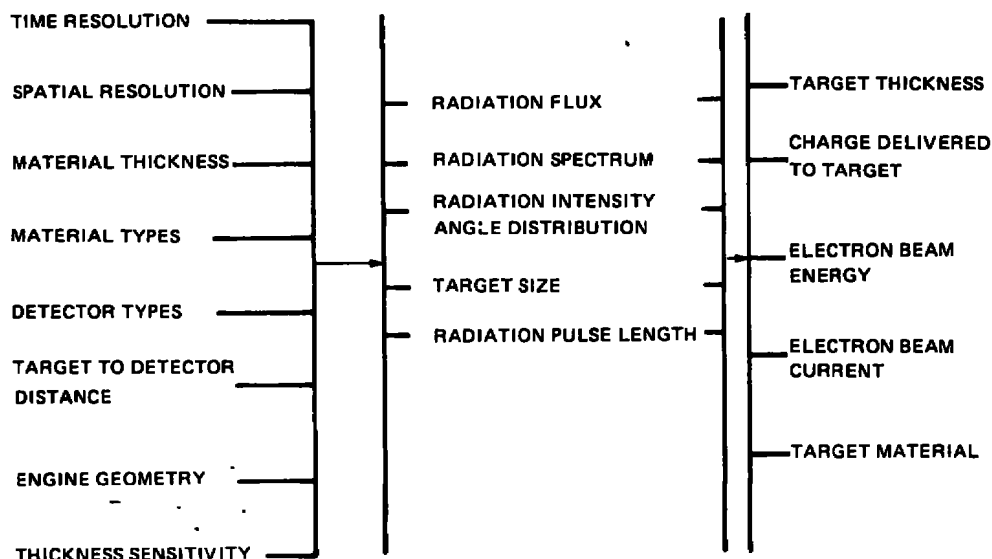 TIME RESOLUTION
SPATIAL RESOLUTION
MATERIAL THICKNESS
MATERIAL TYPES
DETECTOR TYPES
TARGET TO DETECTOR
DISTANCE
ENGINE GEOMETRY
THICKNESS SENSITIVITY
RADIATION FLUX
RADIATION SPECTRUM
RADIATION INTENSITY
ANGLE DISTRIBUTION
TARGET SIZE
RADIATION PULSE LENGTH
TARGET THICKNESS
CHARGE DELIVERED
TO TARGET
ELECTRON BEAM
ENERGY
ELECTRON BEAM
CURRENT
TARGET MATERIAL